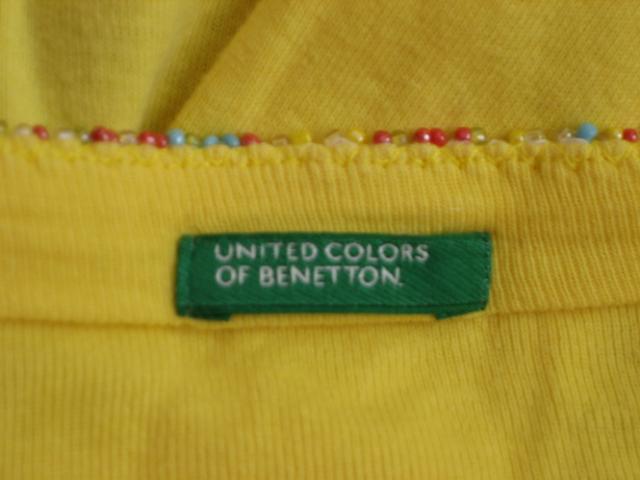 UNITED COLORS
OF BENETTON.